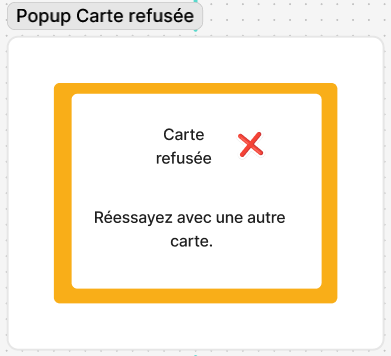 Popup Carte refusée
Carte
refusée
Réessayez avec une autre
carte.